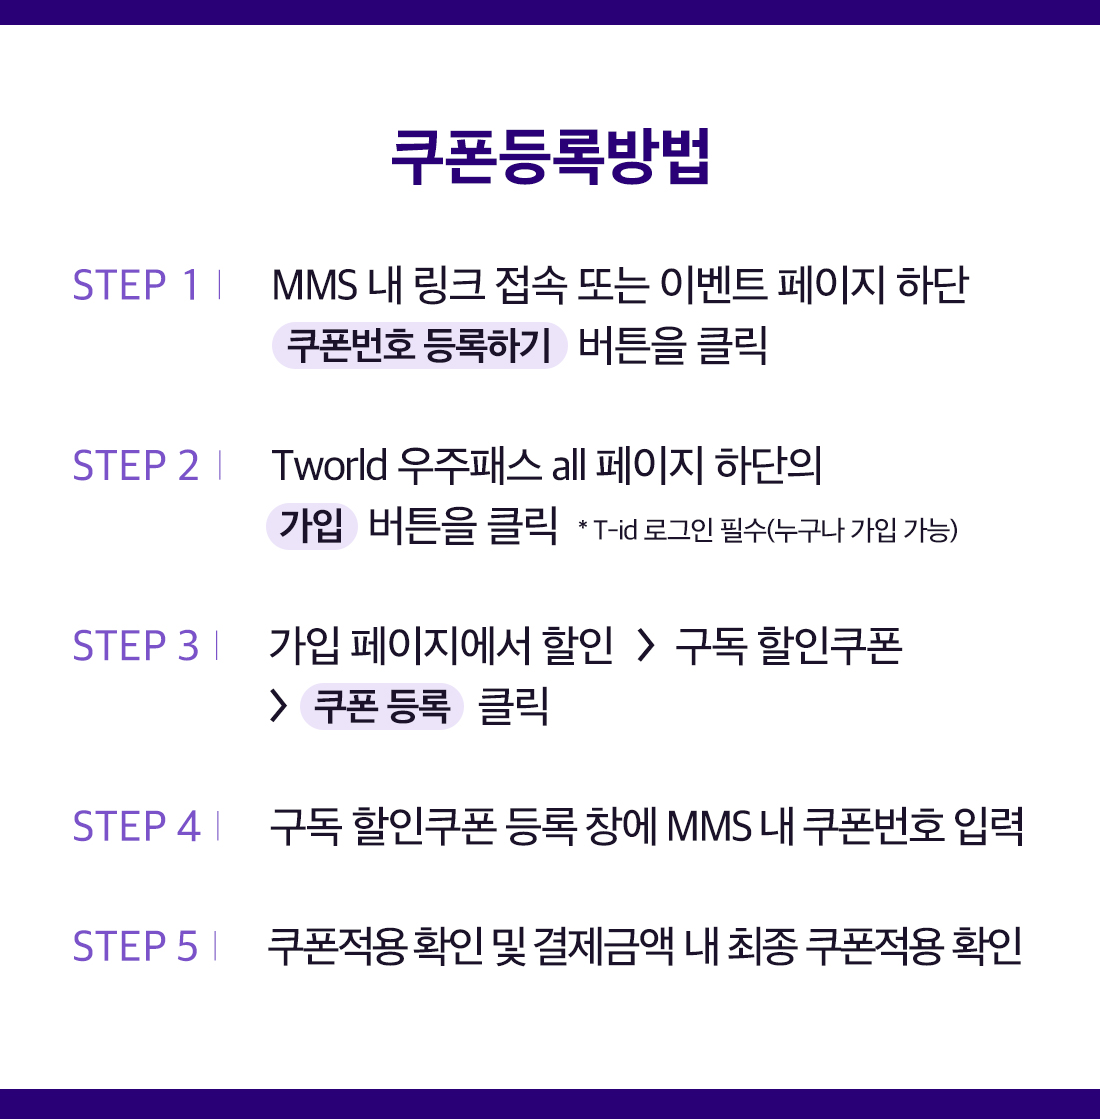 쿠폰등록방법
STEP 1 | MMS 내 링크 접속 또는 이벤트 페이지 하단
쿠폰번호 등록하기 버튼을 클릭
STEP 2 | Tworld 우주패스 all 페이지 하단의
가입 버튼을 클릭 * T-id 로그인 필수(누구나 가입 가능)
STEP 3 | 가입 페이지에서 할인 > 구독 할인쿠폰
> 쿠폰 등록 클릭
STEP 4 | 구독 할인쿠폰 등록 창에 MMS 내 쿠폰번호 입력
STEP 5 | 쿠폰적용 확인 및 결제금액 내 최종 쿠폰적용 확인